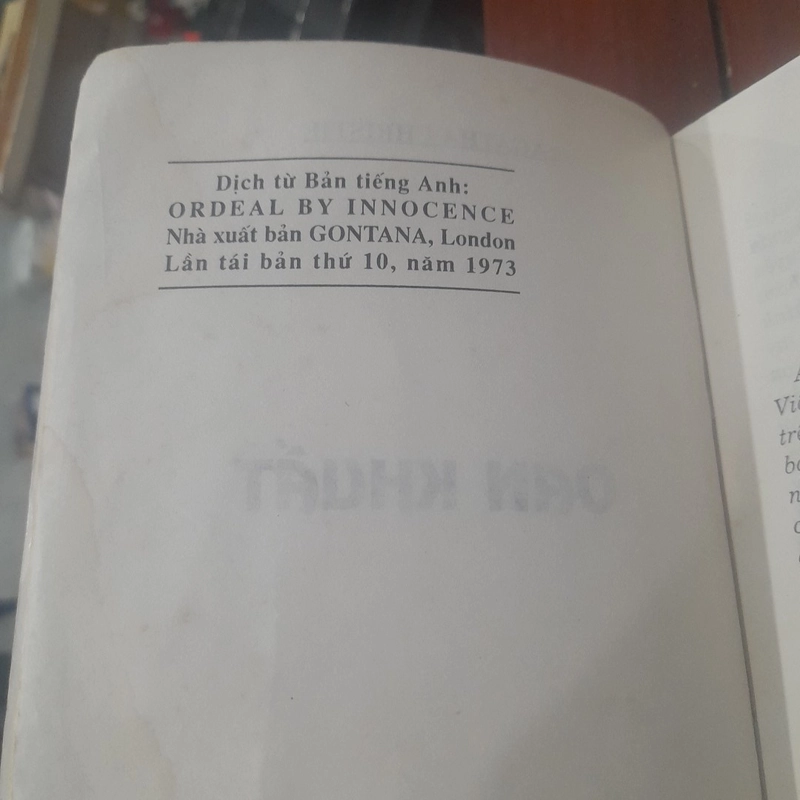 Dịch từ Bản tiếng Anh:
ORDEAL BY INNOCENCE
Nhà xuất bản GONTANA, London
Lần tái bản thứ 10, năm 1973